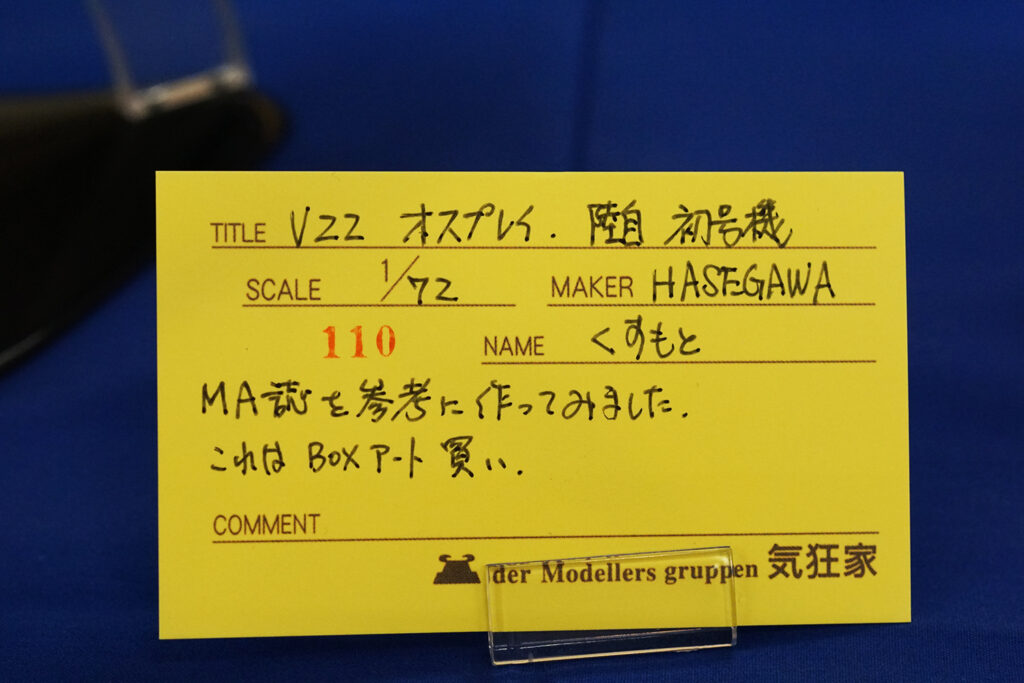 TITLE V22 オスプレイ. 陸自 初号機
SCALE 1/72 MAKER HASEGAWA
110 NAME くすもと
MA誌を参考に作ってみました.
これは BOXアート 買い.
COMMENT
der Modellers gruppen 気狂家